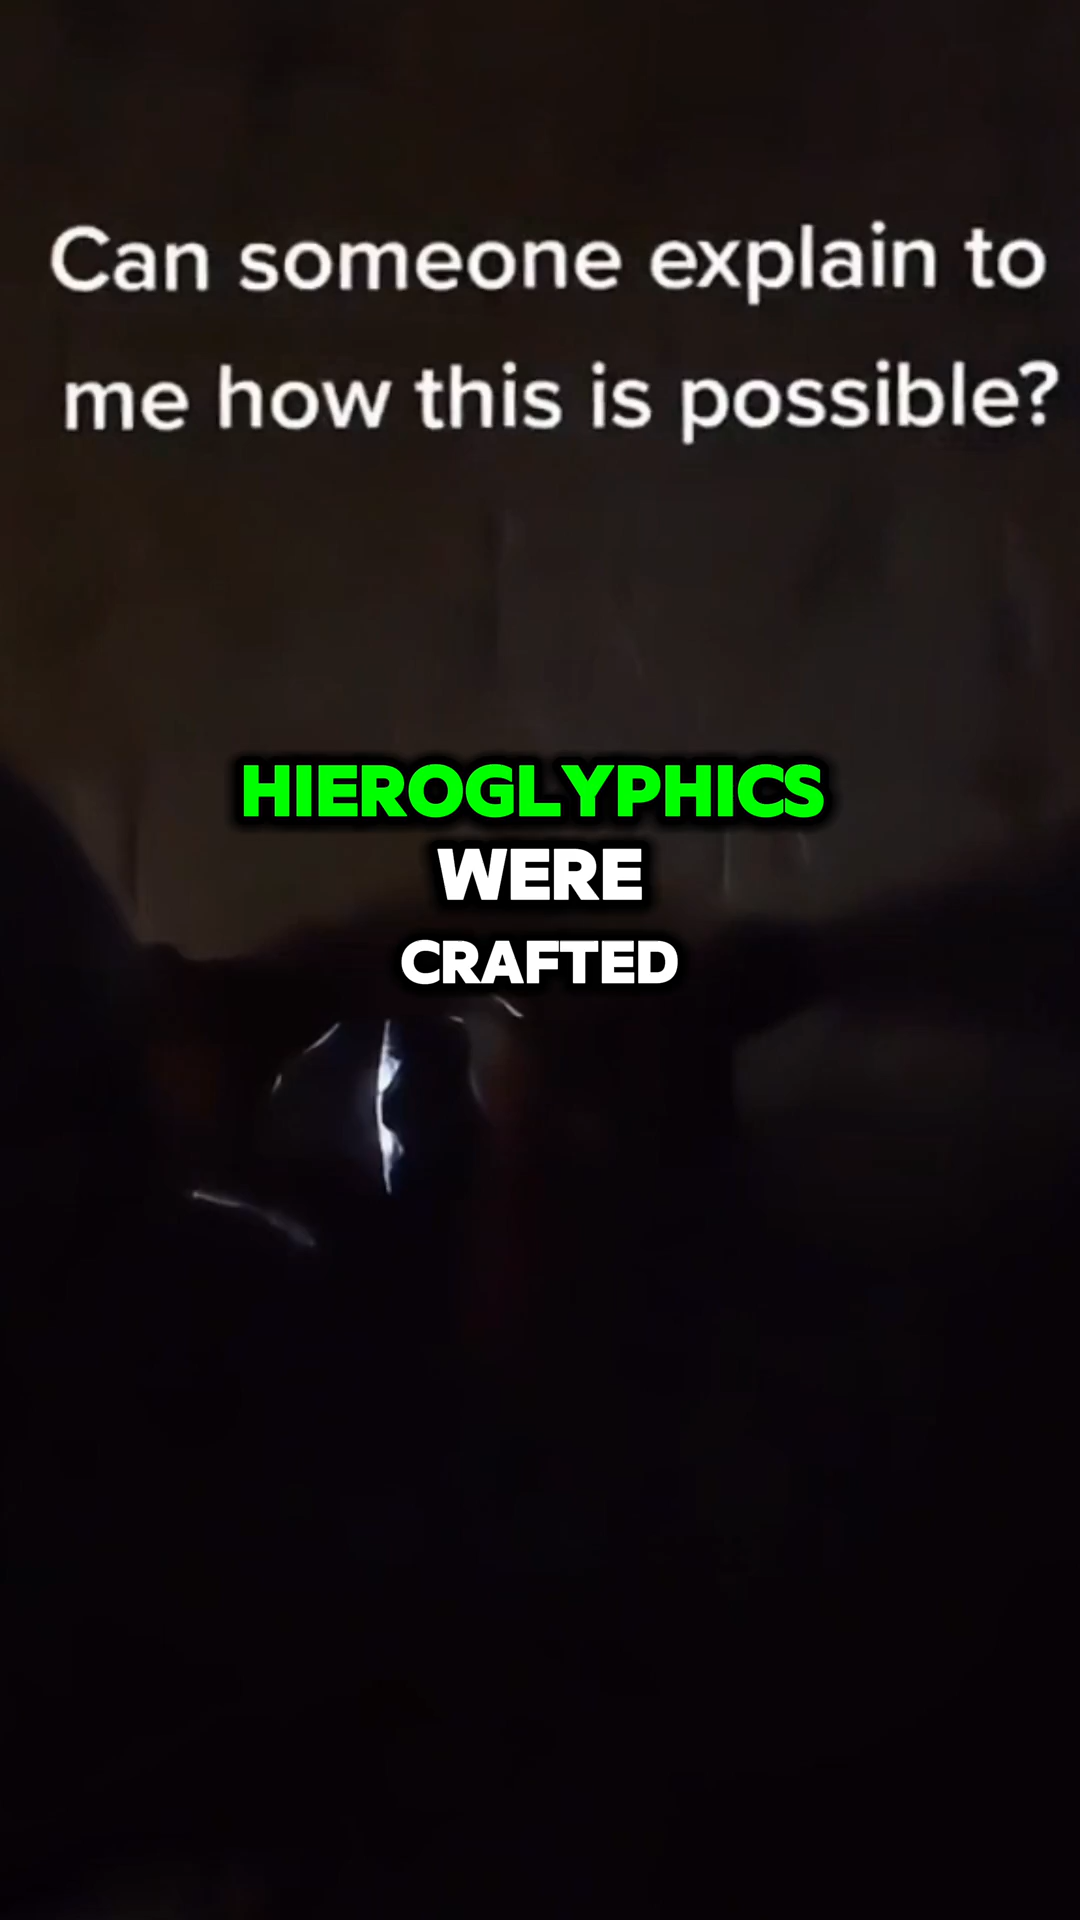 Can someone explain to
me how this is possible?
HIEROGLYPHICS
WERE
CRAFTED